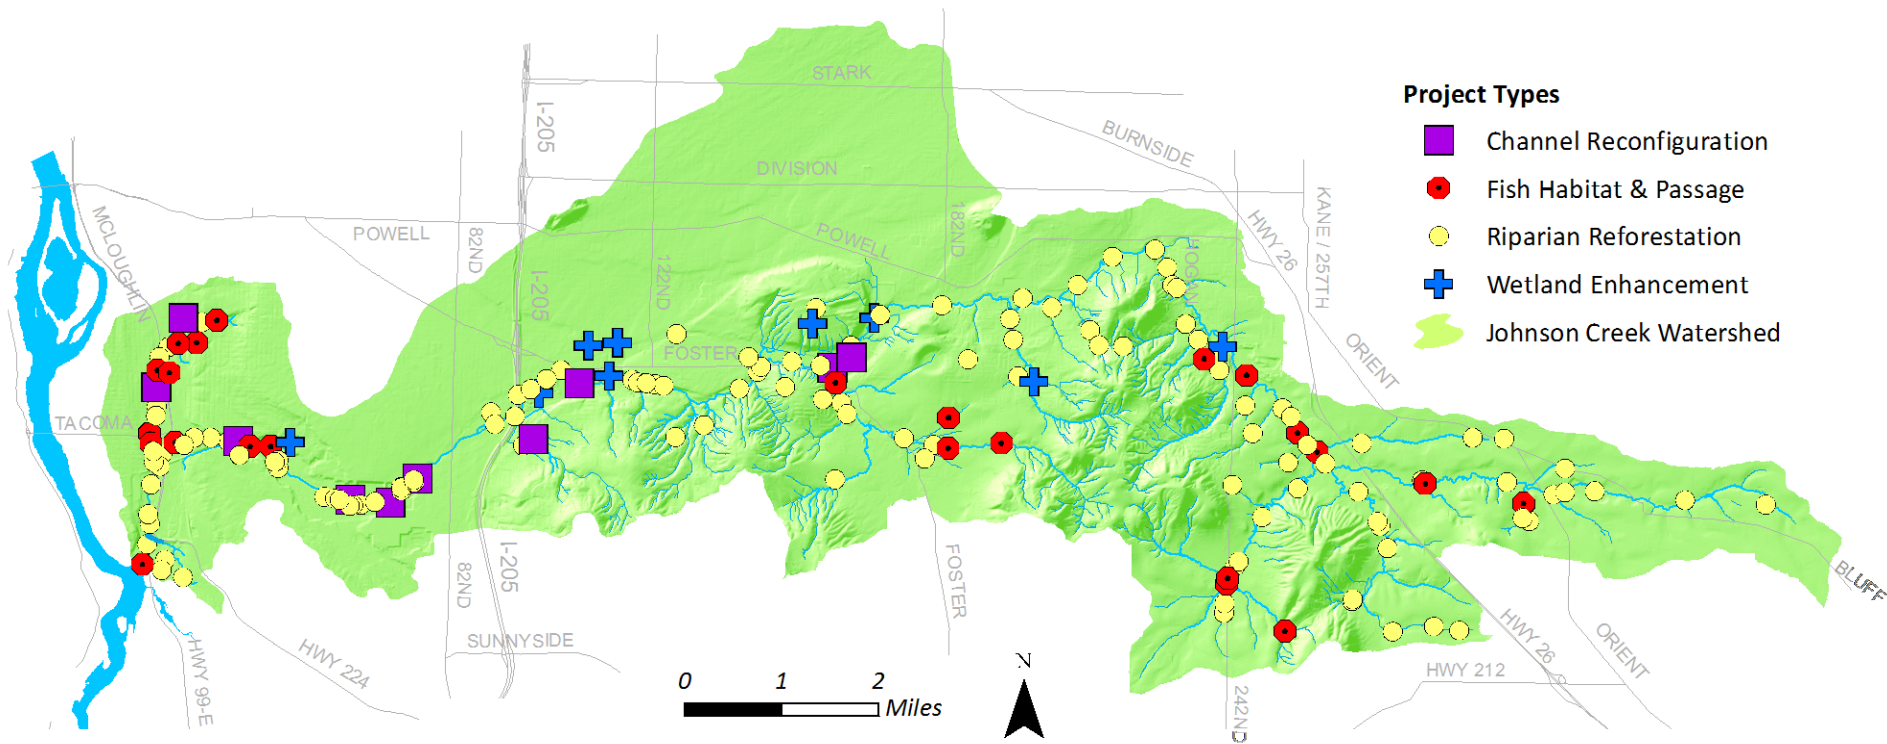 STARK
I-205
BURNSIDE
DIVISION
MCLOUGHLIN
POWELL
82ND
I-205
122ND
POWELL
182ND
HOGAN
HWY 26
KANE / 257TH
FOSTER
ORIENT
TACOMA
I-205
82ND
FOSTER
BLUFF
SUNNYSIDE
HWY 224
HWY 99-E
HWY 26
ORIENT
HWY 212
242ND
Project Types
Channel Reconfiguration
Fish Habitat & Passage
Riparian Reforestation
Wetland Enhancement
Johnson Creek Watershed
0 1 2
Miles
N